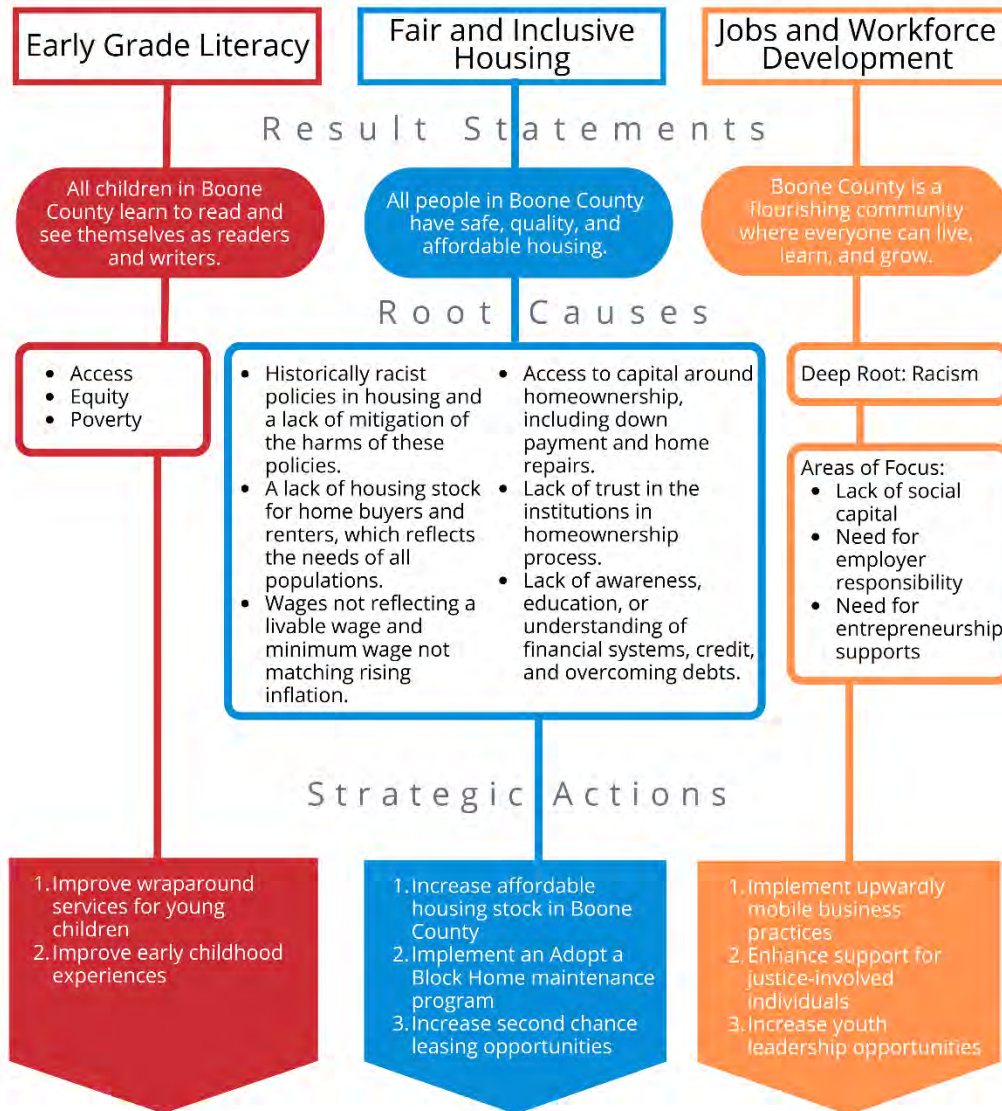 Early Grade Literacy
Fair and Inclusive
Housing
Jobs and Workforce
Development
Result Statements
All children in Boone
County learn to read and
see themselves as readers
and writers.
All people in Boone County
have safe, quality, and
affordable housing.
Boone County is a
flourishing community
where everyone can live,
learn, and grow.
Root Causes
• Access
• Equity
• Poverty
• Historically racist
policies in housing and
a lack of mitigation of
the harms of these
policies.
• A lack of housing stock
for home buyers and
renters, which reflects
the needs of all
populations.
• Wages not reflecting a
livable wage and
minimum wage not
matching rising
inflation.
• Access to capital around
homeownership,
including down
payment and home
repairs.
• Lack of trust in the
institutions in
homeownership
process.
• Lack of awareness,
education, or
understanding of
financial systems, credit,
and overcoming debts.
Deep Root: Racism
Areas of Focus:
• Lack of social
capital
• Need for
employer
responsibility
• Need for
entrepreneurship
supports
Strategic Actions
1. Improve wraparound
services for young
children
2. Improve early childhood
experiences
1. Increase affordable
housing stock in Boone
County
2. Implement an Adopt a
Block Home maintenance
program
3. Increase second chance
leasing opportunities
1. Implement upwardly
mobile business
practices
2. Enhance support for
justice-involved
individuals
3. Increase youth
leadership opportunities